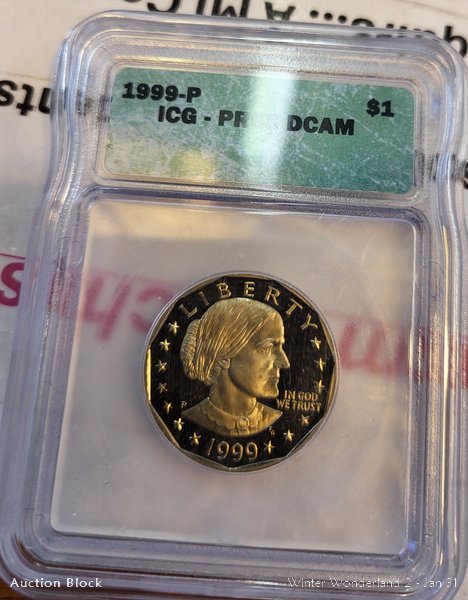 1999-P
$1
ICG - PR DCAM
LIBERTY
IN GOD
WE TRUST
P
1999
Auction Block
Winter Wonderland 2 - Jan 31